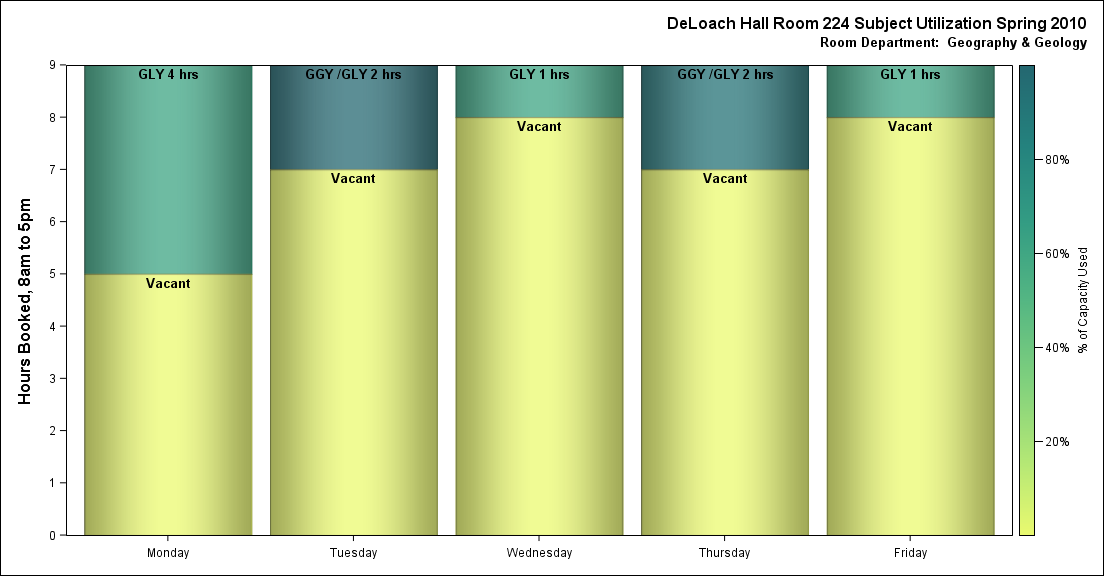 DeLoach Hall Room 224 Subject Utilization Spring 2010
Room Department: Geography & Geology
Hours Booked, 8am to 5pm
9
8
7
6
5
4
3
2
1
0
GLY 4 hrs
Vacant
GGY /GLY 2 hrs
Vacant
GLY 1 hrs
Vacant
GGY /GLY 2 hrs
Vacant
GLY 1 hrs
Vacant
Monday
Tuesday
Wednesday
Thursday
Friday
80%
60%
40%
20%
% of Capacity Used